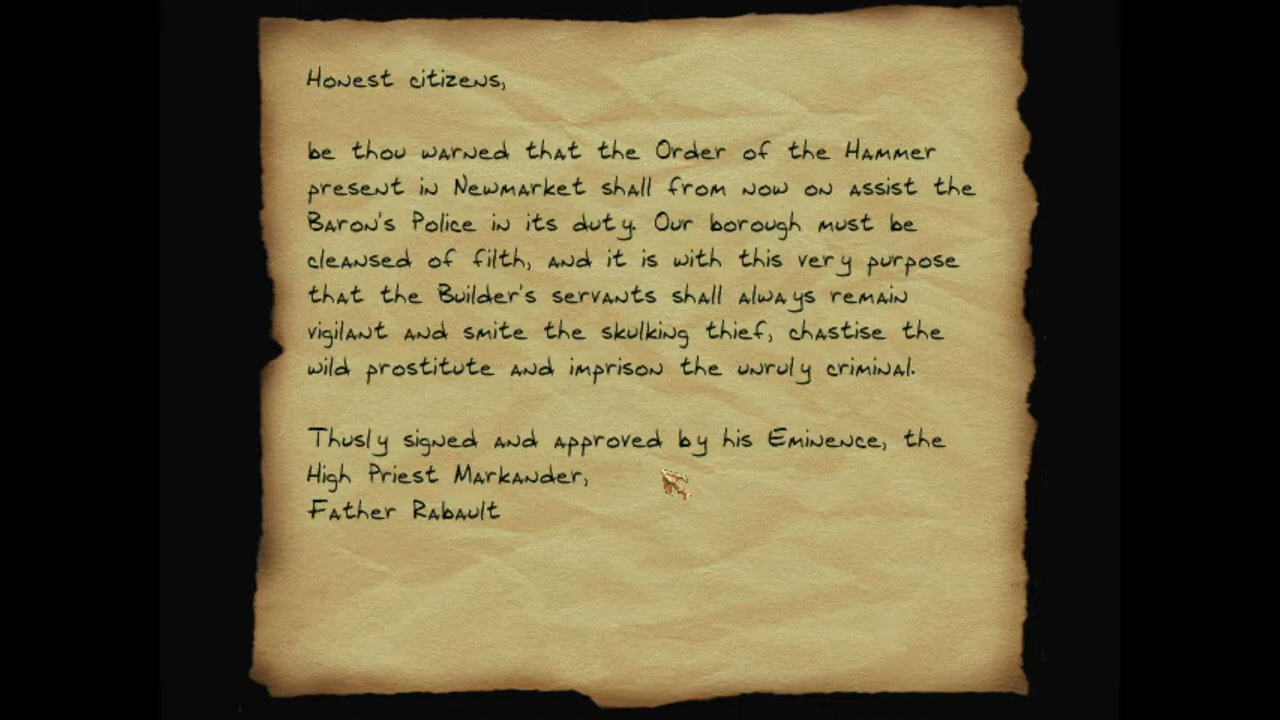 Honest citizens,
be thou warned that the Order of the Hammer
present in Newmarket shall from now on assist the
Baron's Police in its duty. Our borough must be
cleansed of filth, and it is with this very purpose
that the Builder's servants shall always remain
vigilant and smite the skulking thief, chastise the
wild prostitute and imprison the unruly criminal.
Thusly signed and approved by his Eminence, the
High Priest Markander,
Father Rabault